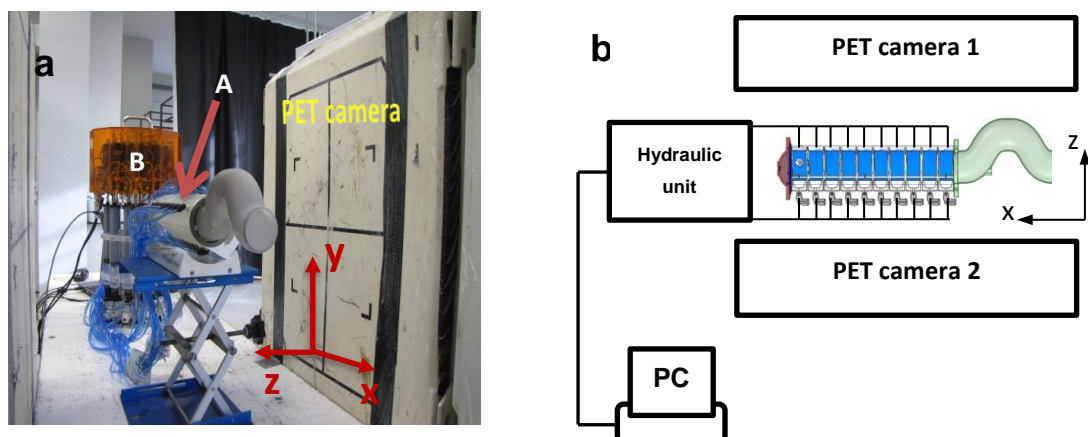 a
A
B
PET camera
y
z
x
b
PET camera 1
Hydraulic
unit
Z
X
PET camera 2
PC